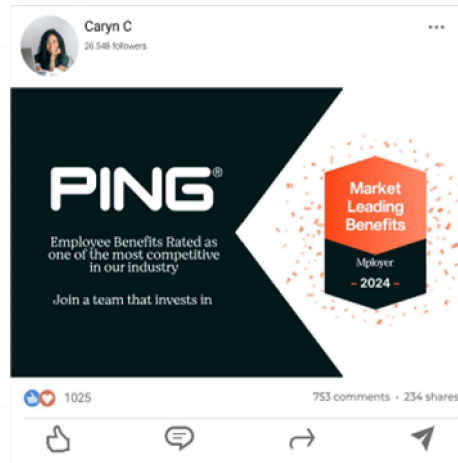 Caryn C
26.548 followers
PING®
Employee Benefits Rated as
one of the most competitive
in our industry
Join a team that invests in
Market
Leading
Benefits
Mployer
- 2024 -
1025
753 comments · 234 shares